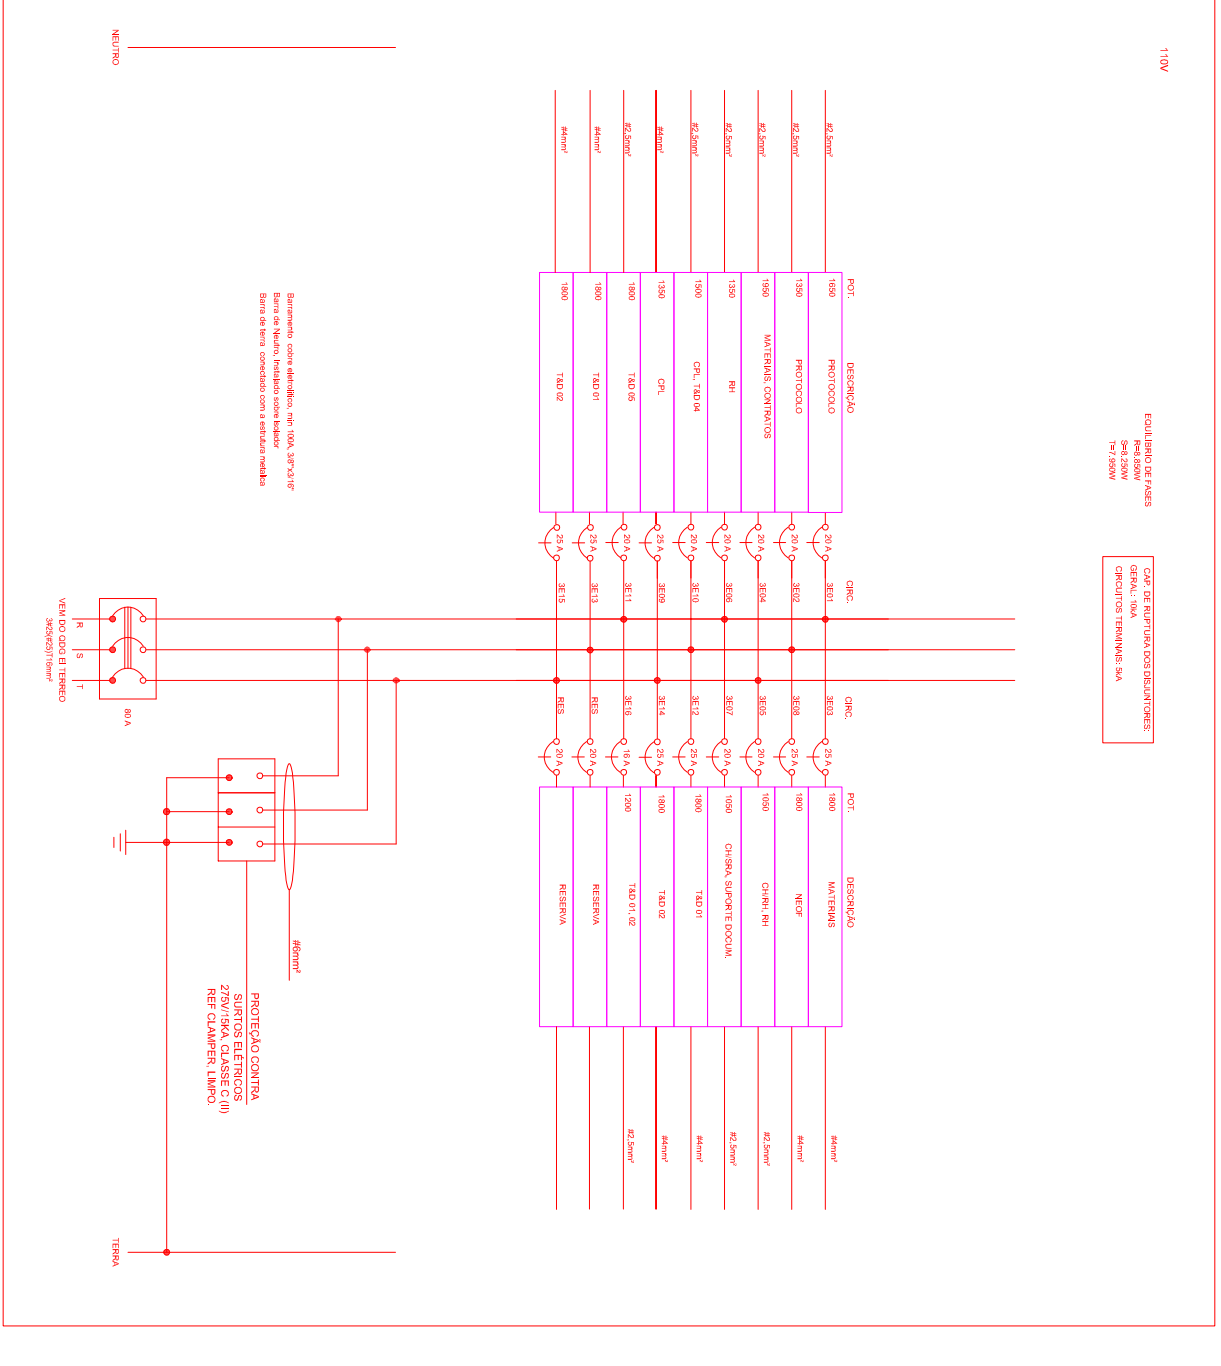 110V
NEUTRO
#4mm²
#4mm²
#2,5mm²
#4mm²
#2,5mm²
#2,5mm²
#2,5mm²
#2,5mm²
#2,5mm²
POT.
DESCRIÇÃO
1800
T&D 02
1800
T&D 01
1800
T&D 05
1350
CPL
1500
CPL, T&D 04
1350
RH
1950
MATERIAIS, CONTRATOS
1350
PROTOCOLO
1650
PROTOCOLO
Barramento cobre eletrolítico, min 100A, 3/8"x3/16"
Barra de Neutro, Instalado sobre isolador
Barra de terra conectado com a estrutura metalica
EQUILIBRIO DE FASES
R=8.850W
S=8.250W
T=7.950W
CAP. DE RUPTURA DOS DISJUNTORES:
GERAL: 10kA
CIRCUITOS TERMINAIS: 5kA
25 A
25 A
20 A
25 A
20 A
20 A
20 A
20 A
20 A
CIRC.
3E15
3E13
3E11
3E09
3E10
3E06
3E04
3E02
3E01
R
S
T
VEM DO QDG EI TERREO
3#25(#25)T16mm²
80 A
CIRC.
RES
RES
3E16
3E14
3E12
3E07
3E05
3E08
3E03
20 A
20 A
16 A
25 A
25 A
20 A
20 A
25 A
25 A
POT.
DESCRIÇÃO
RESERVA
RESERVA
1200
T&D 01, 02
1800
T&D 02
1800
T&D 01
1050
CH/SRA, SUPORTE DOCUM.
1050
CH/RH, RH
1800
NEOF
1800
MATERIAIS
#6mm²
PROTEÇÃO CONTRA
SURTOS ELÉTRICOS
275V/15KA, CLASSE C (II)
REF CLAMPER, LIMPO.
#2,5mm²
#4mm²
#4mm²
#2,5mm²
#2,5mm²
#4mm²
#4mm²
TERRA